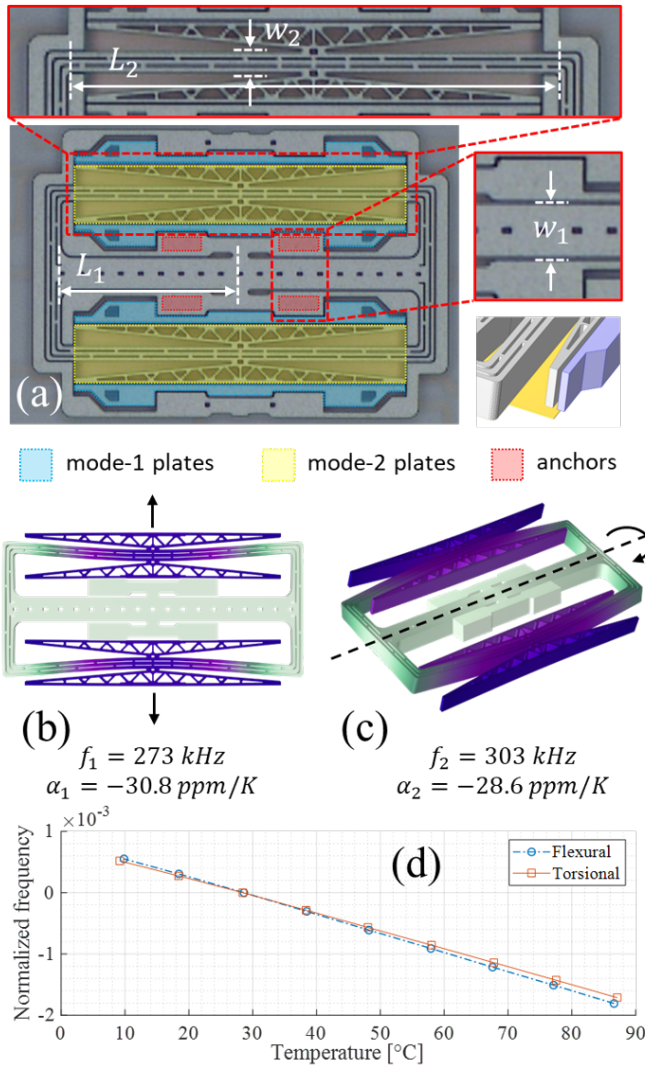 w₂
L₂
L₁
w₁
(a)
mode-1 plates
mode-2 plates
anchors
(b)
(c)
f₁ = 273 kHz
α₁ = −30.8 ppm/K
f₂ = 303 kHz
α₂ = −28.6 ppm/K
×10⁻³
(d)
Flexural
Torsional
Normalized frequency
1
0
-1
-2
0 10 20 30 40 50 60 70 80 90
Temperature [°C]